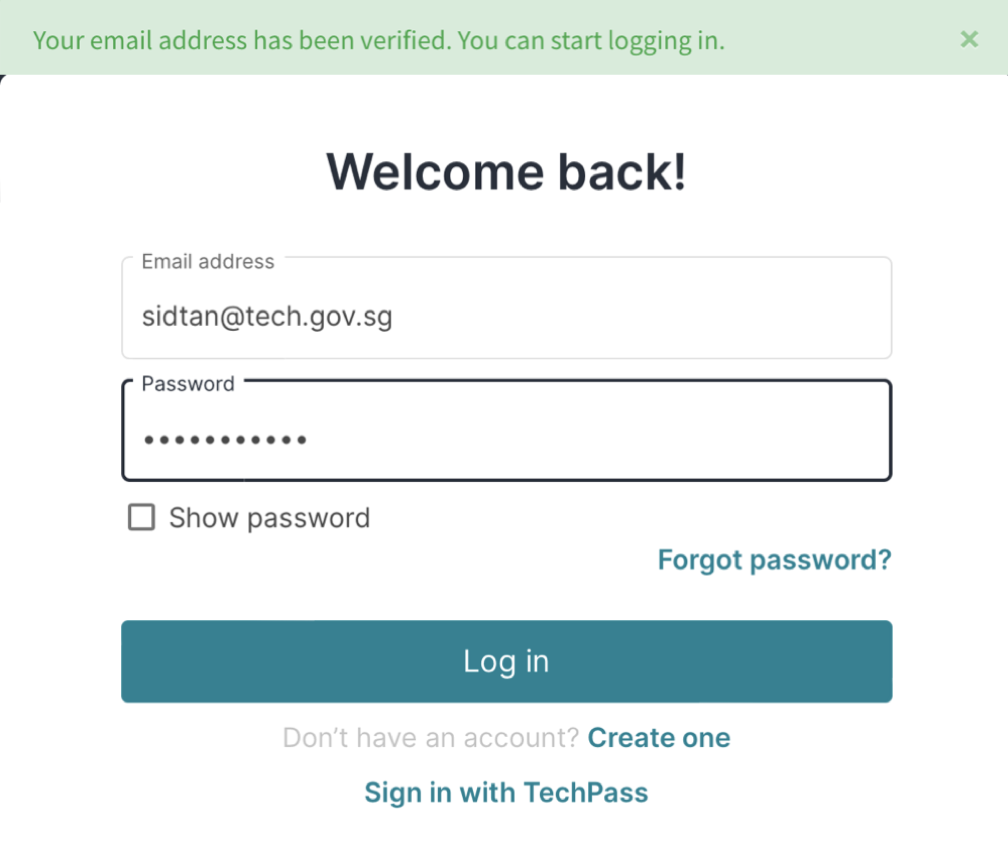 Your email address has been verified. You can start logging in. ×
Welcome back!
Email address
sidtan@tech.gov.sg
Password
•••••••••••
Show password
Forgot password?
Log in
Don’t have an account? Create one
Sign in with TechPass